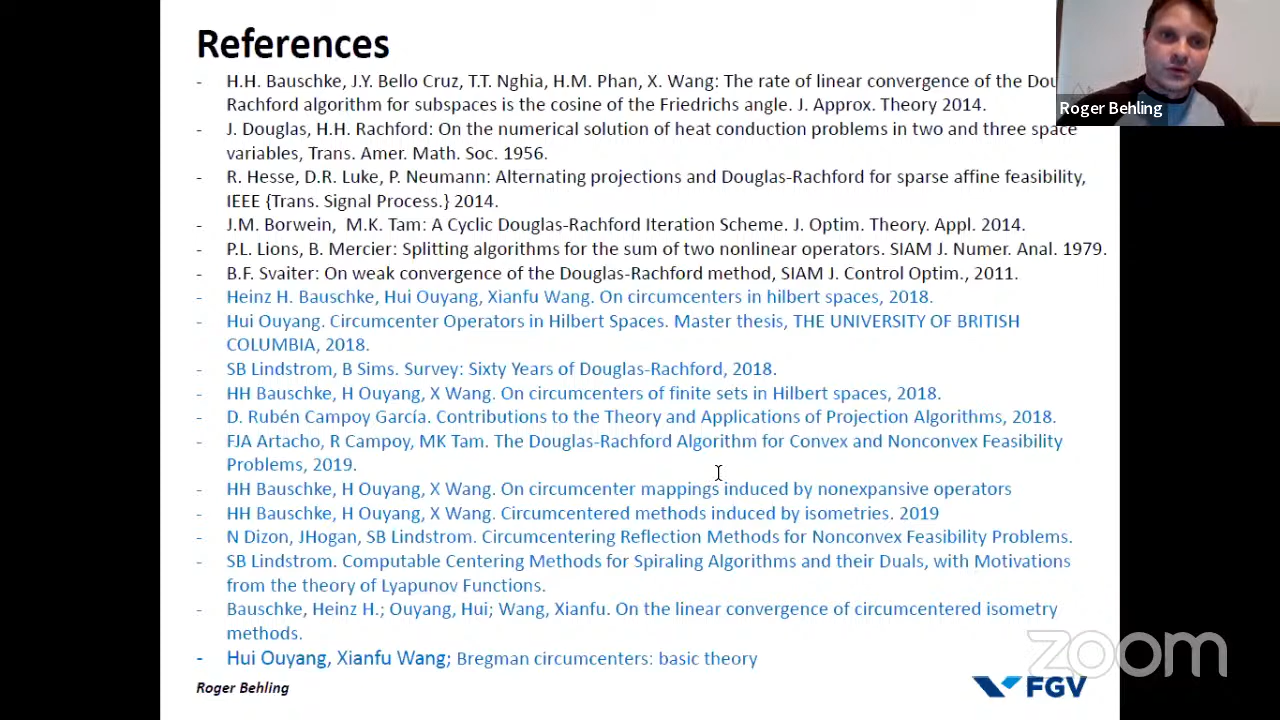 References
- H.H. Bauschke, J.Y. Bello Cruz, T.T. Nghia, H.M. Phan, X. Wang: The rate of linear convergence of the Dou
Rachford algorithm for subspaces is the cosine of the Friedrichs angle. J. Approx. Theory 2014.
Roger Behling
- J. Douglas, H.H. Rachford: On the numerical solution of heat conduction problems in two and three space
variables, Trans. Amer. Math. Soc. 1956.
- R. Hesse, D.R. Luke, P. Neumann: Alternating projections and Douglas-Rachford for sparse affine feasibility,
IEEE {Trans. Signal Process.} 2014.
- J.M. Borwein, M.K. Tam: A Cyclic Douglas-Rachford Iteration Scheme. J. Optim. Theory. Appl. 2014.
- P.L. Lions, B. Mercier: Splitting algorithms for the sum of two nonlinear operators. SIAM J. Numer. Anal. 1979.
- B.F. Svaiter: On weak convergence of the Douglas-Rachford method, SIAM J. Control Optim., 2011.
- Heinz H. Bauschke, Hui Ouyang, Xianfu Wang. On circumcenters in hilbert spaces, 2018.
- Hui Ouyang. Circumcenter Operators in Hilbert Spaces. Master thesis, THE UNIVERSITY OF BRITISH
COLUMBIA, 2018.
- SB Lindstrom, B Sims. Survey: Sixty Years of Douglas-Rachford, 2018.
- HH Bauschke, H Ouyang, X Wang. On circumcenters of finite sets in Hilbert spaces, 2018.
- D. Rubén Campoy García. Contributions to the Theory and Applications of Projection Algorithms, 2018.
- FJA Artacho, R Campoy, MK Tam. The Douglas-Rachford Algorithm for Convex and Nonconvex Feasibility
Problems, 2019.
- HH Bauschke, H Ouyang, X Wang. On circumcenter mappings induced by nonexpansive operators
- HH Bauschke, H Ouyang, X Wang. Circumcentered methods induced by isometries. 2019
- N Dizon, JHogan, SB Lindstrom. Circumcentering Reflection Methods for Nonconvex Feasibility Problems.
- SB Lindstrom. Computable Centering Methods for Spiraling Algorithms and their Duals, with Motivations
from the theory of Lyapunov Functions.
- Bauschke, Heinz H.; Ouyang, Hui; Wang, Xianfu. On the linear convergence of circumcentered isometry
methods.
- Hui Ouyang, Xianfu Wang; Bregman circumcenters: basic theory
zoom
Roger Behling
FGV